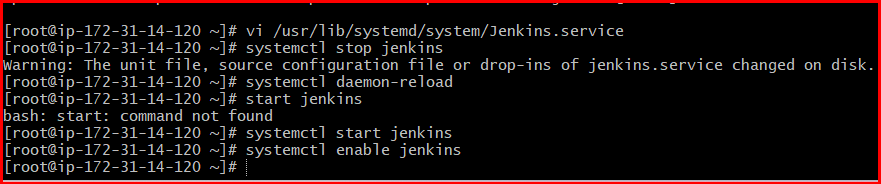 [root@ip-172-31-14-120 ~]# vi /usr/lib/systemd/system/Jenkins.service
[root@ip-172-31-14-120 ~]# systemctl stop jenkins
Warning: The unit file, source configuration file or drop-ins of jenkins.service changed on disk.
[root@ip-172-31-14-120 ~]# systemctl daemon-reload
[root@ip-172-31-14-120 ~]# start jenkins
bash: start: command not found
[root@ip-172-31-14-120 ~]# systemctl start jenkins
[root@ip-172-31-14-120 ~]# systemctl enable jenkins
[root@ip-172-31-14-120 ~]#